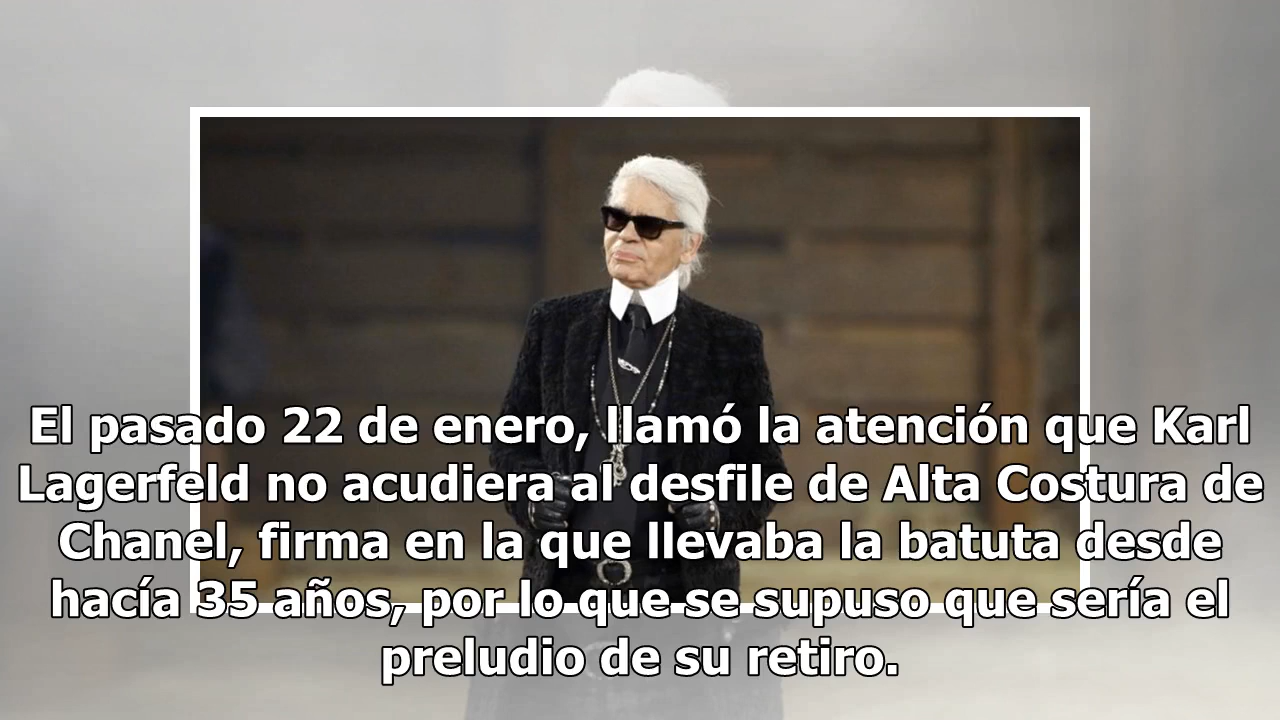 El pasado 22 de enero, llamó la atención que Karl
Lagerfeld no acudiera al desfile de Alta Costura de
Chanel, firma en la que llevaba la batuta desde
hacía 35 años, por lo que se supuso que sería el
preludio de su retiro.